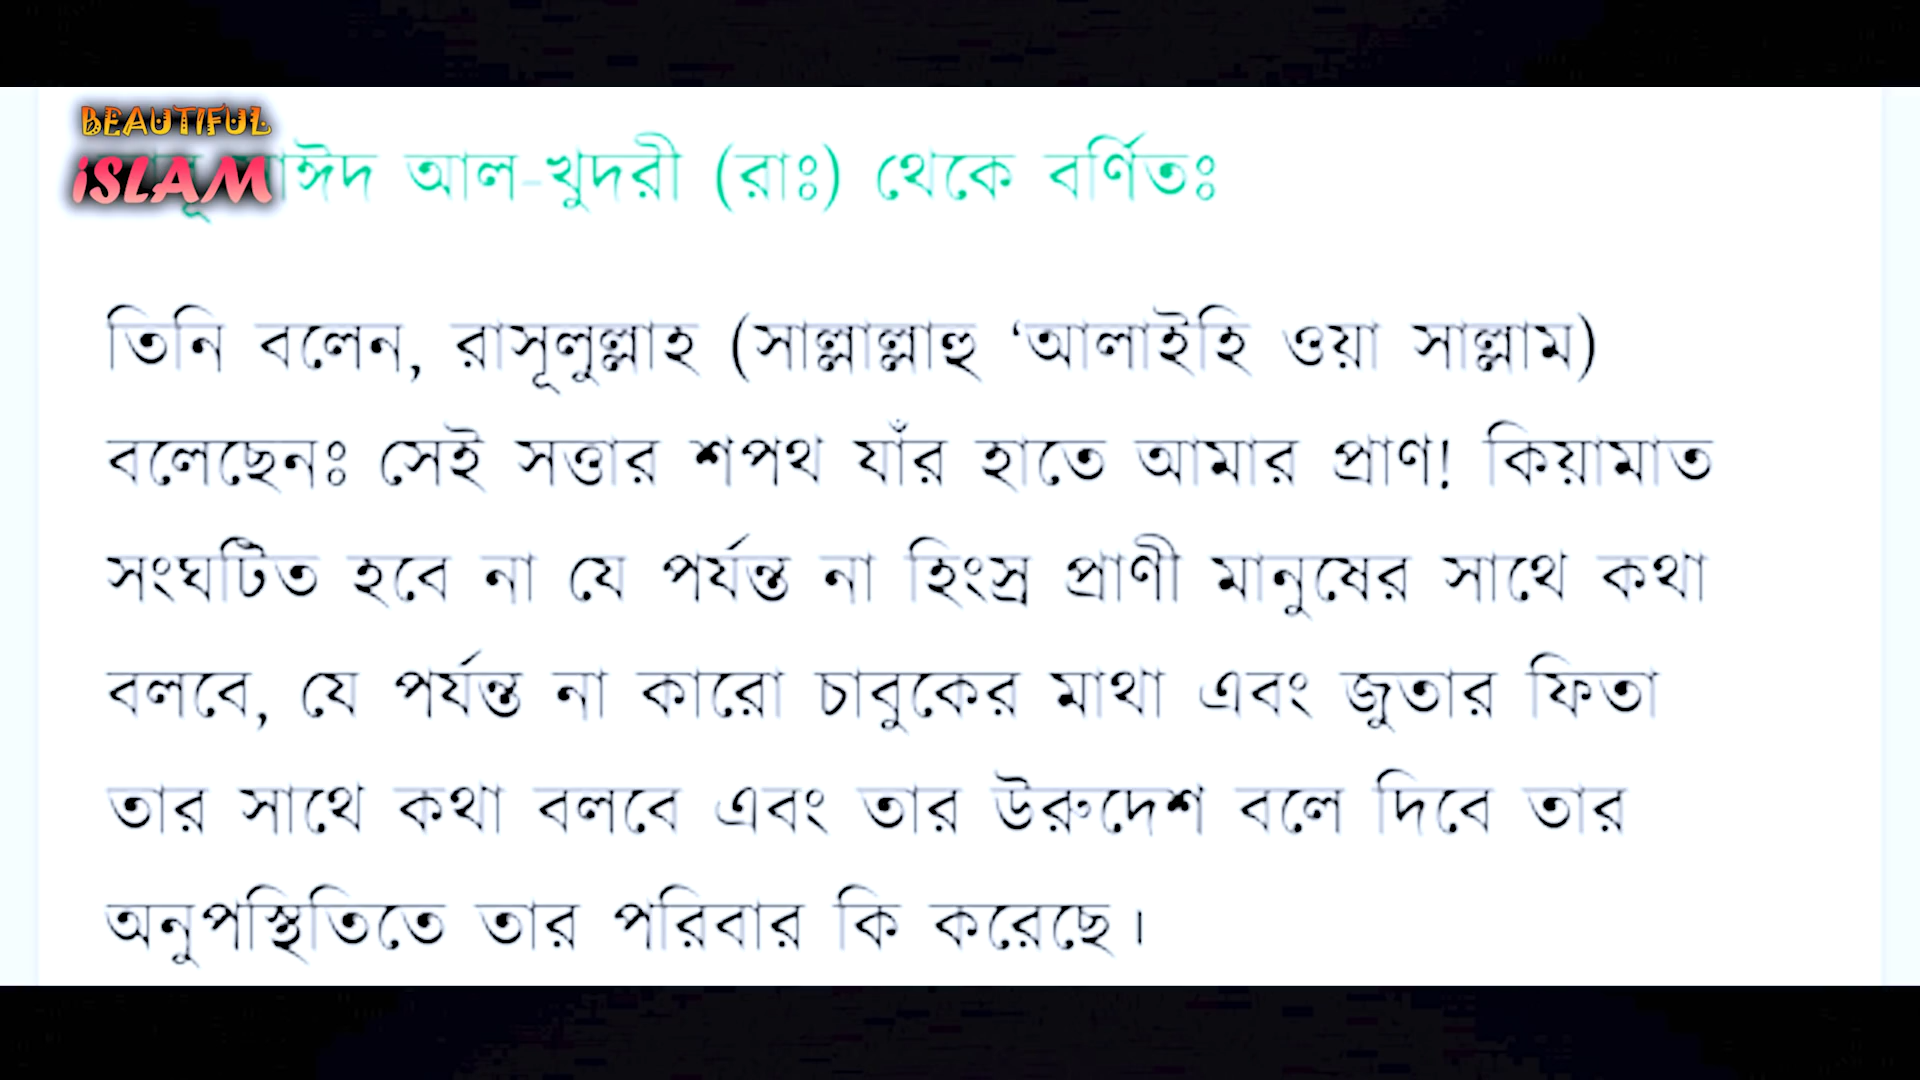 BEAUTIFUL
iSLAM
সাঈদ আল-খুদরী (রাঃ) থেকে বর্ণিতঃ
তিনি বলেন, রাসূলুল্লাহ (সাল্লাল্লাহু ‘আলাইহি ওয়া সাল্লাম)
বলেছেনঃ সেই সত্তার শপথ যাঁর হাতে আমার প্রাণ! কিয়ামাত
সংঘটিত হবে না যে পর্যন্ত না হিংস্র প্রাণী মানুষের সাথে কথা
বলবে, যে পর্যন্ত না কারো চাবুকের মাথা এবং জুতার ফিতা
তার সাথে কথা বলবে এবং তার উরুদেশ বলে দিবে তার
অনুপস্থিতিতে তার পরিবার কি করেছে।